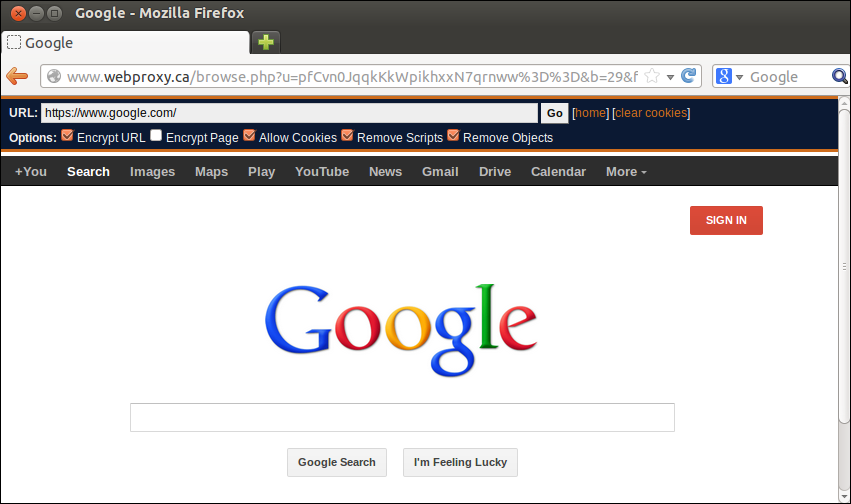 Google - Mozilla Firefox
Google
www.webproxy.ca/browse.php?u=pfCvn0JqqkKkWpikhxxN7qrnww%3D%3D&b=29&f
Google
URL: https://www.google.com/ Go [home] [clear cookies]
Options: Encrypt URL Encrypt Page Allow Cookies Remove Scripts Remove Objects
+You Search Images Maps Play YouTube News Gmail Drive Calendar More
SIGN IN
Google
Google Search I'm Feeling Lucky